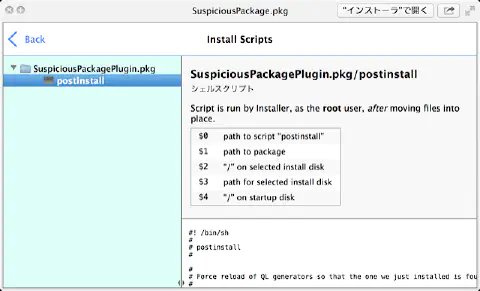 SuspiciousPackage.pkg
"インストーラ"で開く
Back
Install Scripts
SuspiciousPackagePlugin.pkg
postinstall
SuspiciousPackagePlugin.pkg/postinstall
シェルスクリプト
Script is run by Installer, as the root user, after moving files into
place.
$0 path to script "postinstall"
$1 path to package
$2 "/" on selected install disk
$3 path for selected install disk
$4 "/" on startup disk
#! /bin/sh
#
# postinstall
#
#
# Force reload of QL generators so that the one we just installed is fou